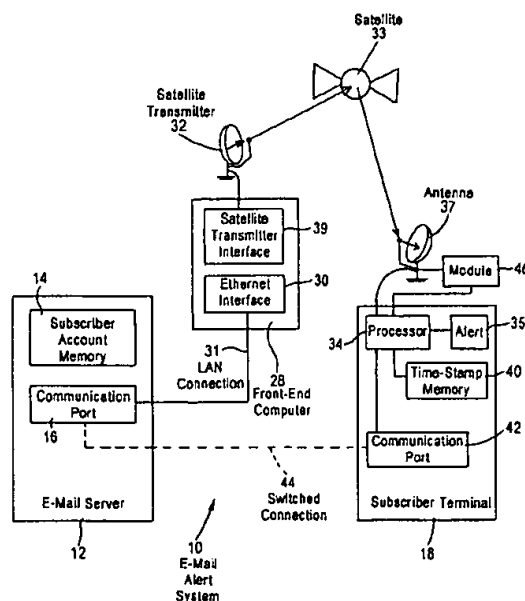 Satellite
33
Satellite
Transmitter
32
Antenna
37
Satellite
Transmitter
Interface
39
Ethernet
Interface
30
Module
46
34
Processor
Alert
35
Time-Stamp
Memory
40
14
Subscriber
Account
Memory
31
LAN
Connection
28
Front-End
Computer
Communication
Port
16
Communication
Port
42
44
Switched
Connection
E-Mail Server
12
Subscriber Terminal
18
10
E-Mail
Alert
System